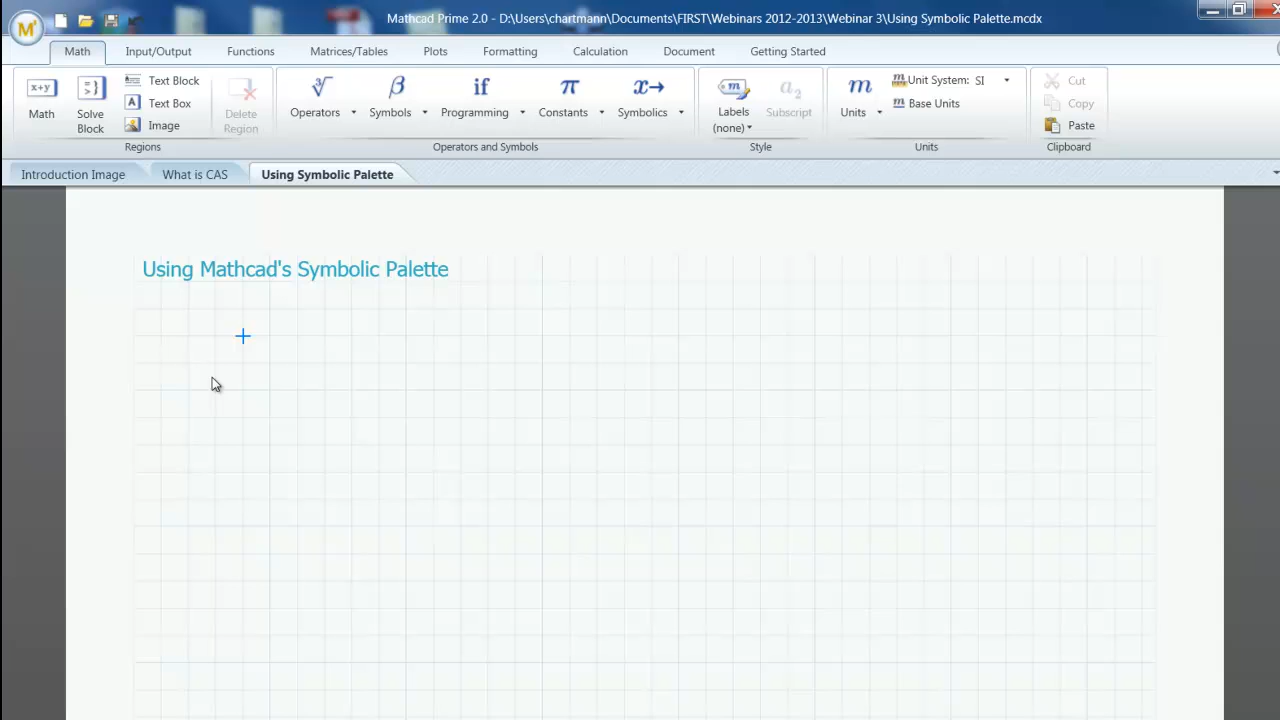 Mathcad Prime 2.0 - D:\Users\chartmann\Documents\FIRST\Webinars 2012-2013\Webinar 3\Using Symbolic Palette.mcdx
Math Input/Output Functions Matrices/Tables Plots Formatting Calculation Document Getting Started
Math
Solve Block
Text Block
Text Box
Image
Delete Region
Regions
Operators
Symbols
if
Programming
π
Constants
Symbolics
Operators and Symbols
Labels (none)
Subscript
Style
Units
Unit System: SI
Base Units
Units
Cut
Copy
Paste
Clipboard
Introduction Image What is CAS Using Symbolic Palette
Using Mathcad's Symbolic Palette